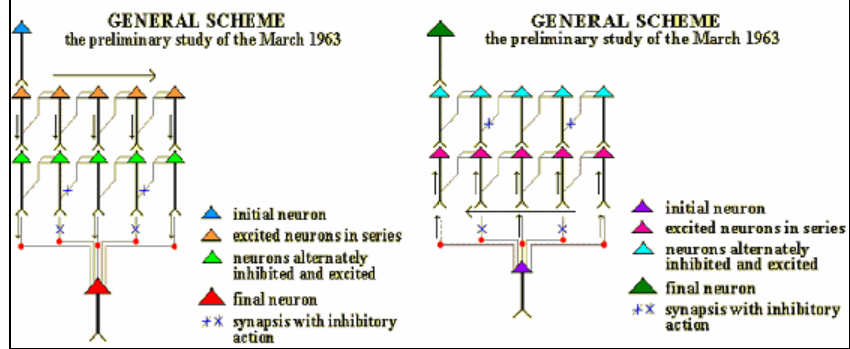 GENERAL SCHEME
the preliminary study of the March 1963
initial neuron
excited neurons in series
neurons alternately
inhibited and excited
final neuron
synapsis with inhibitory
action
GENERAL SCHEME
the preliminary study of the March 1963
initial neuron
excited neurons in series
neurons alternately
inhibited and excited
final neuron
synapsis with inhibitory
action